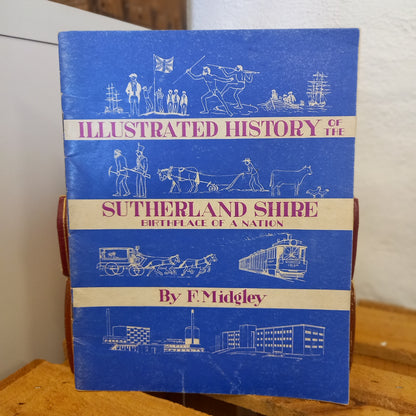 ILLUSTRATED HISTORY OF THE
SUTHERLAND SHIRE
BIRTHPLACE OF A NATION
By F. Midgley